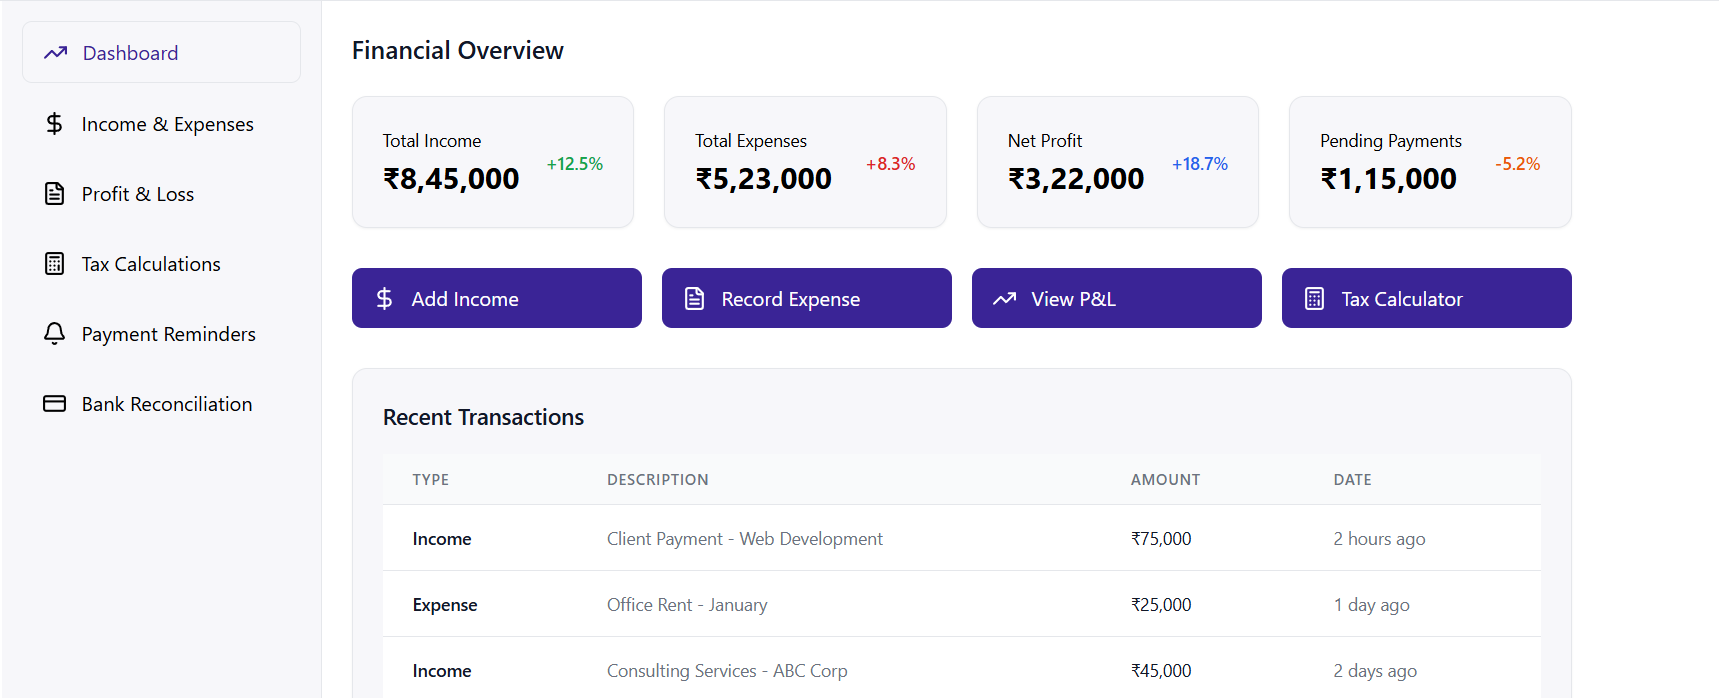 Dashboard
Income & Expenses
Profit & Loss
Tax Calculations
Payment Reminders
Bank Reconciliation
Financial Overview
Total Income
₹8,45,000
+12.5%
Total Expenses
₹5,23,000
+8.3%
Net Profit
₹3,22,000
+18.7%
Pending Payments
₹1,15,000
-5.2%
Add Income
Record Expense
View P&L
Tax Calculator
Recent Transactions
TYPE DESCRIPTION AMOUNT DATE
Income Client Payment - Web Development ₹75,000 2 hours ago
Expense Office Rent - January ₹25,000 1 day ago
Income Consulting Services - ABC Corp ₹45,000 2 days ago